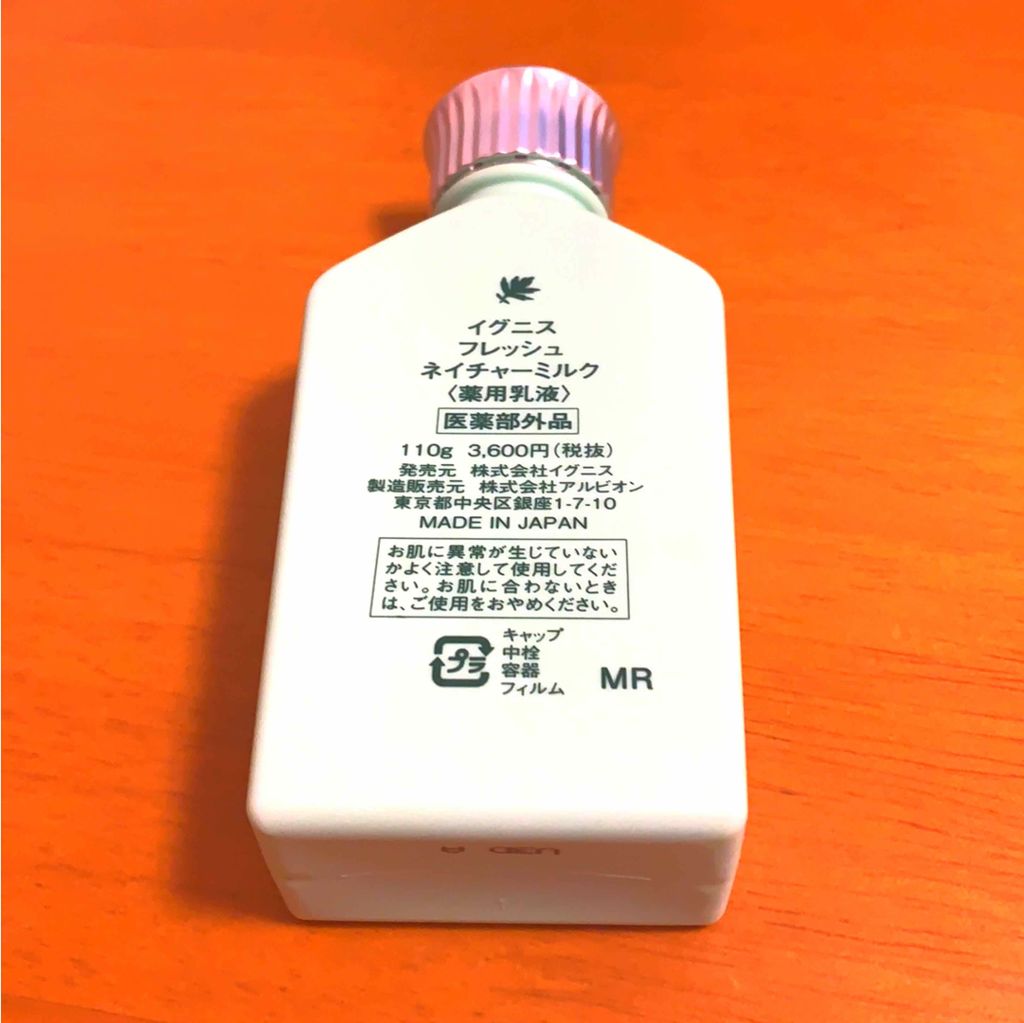 イグニス
フレッシュ
ネイチャーミルク
〈薬用乳液〉
医薬部外品
110g 3,600円(税抜)
発売元 株式会社イグニス
製造販売元 株式会社アルビオン
東京都中央区銀座1-7-10
MADE IN JAPAN
お肌に異常が生じていない
かよく注意して使用してくだ
さい。お肌に合わないとき
は、ご使用をおやめください。
プラ
キャップ
中栓
容器
フィルム
MR